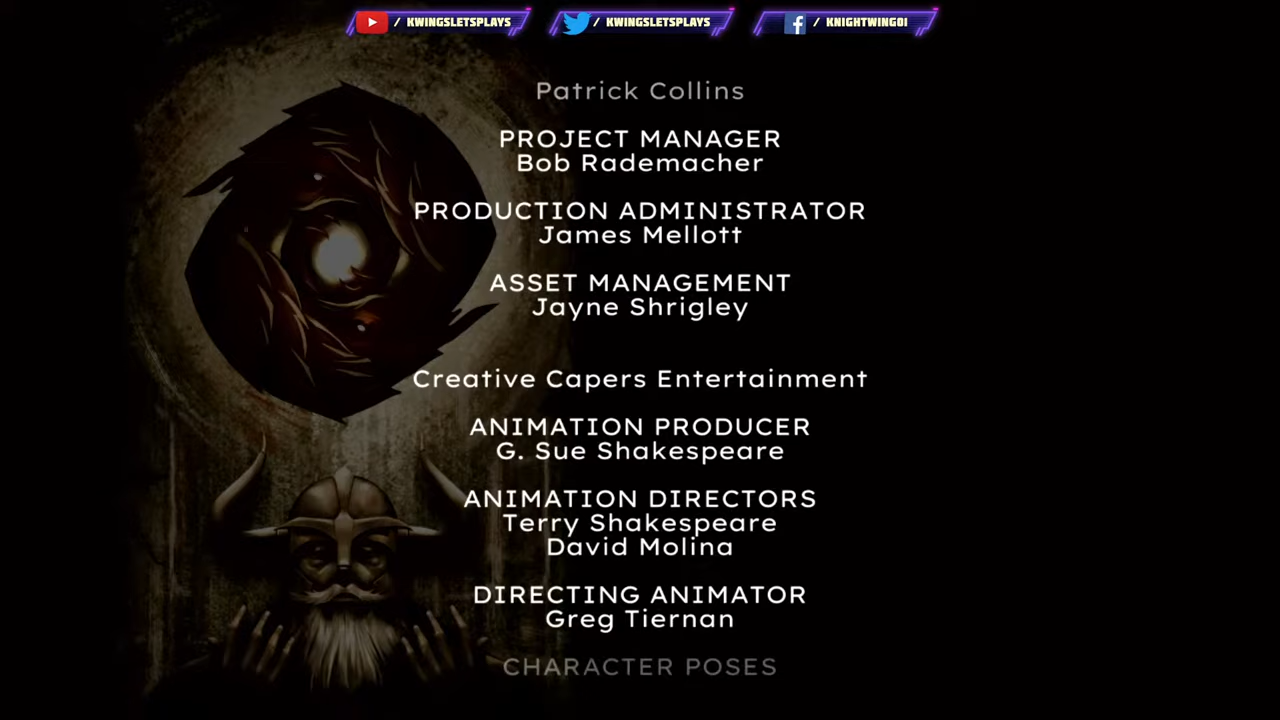 / KWINGSLETSPLAYS / KWINGSLETSPLAYS / KNIGHTWING01
Patrick Collins
PROJECT MANAGER
Bob Rademacher
PRODUCTION ADMINISTRATOR
James Mellott
ASSET MANAGEMENT
Jayne Shrigley
Creative Capers Entertainment
ANIMATION PRODUCER
G. Sue Shakespeare
ANIMATION DIRECTORS
Terry Shakespeare
David Molina
DIRECTING ANIMATOR
Greg Tiernan
CHARACTER POSES